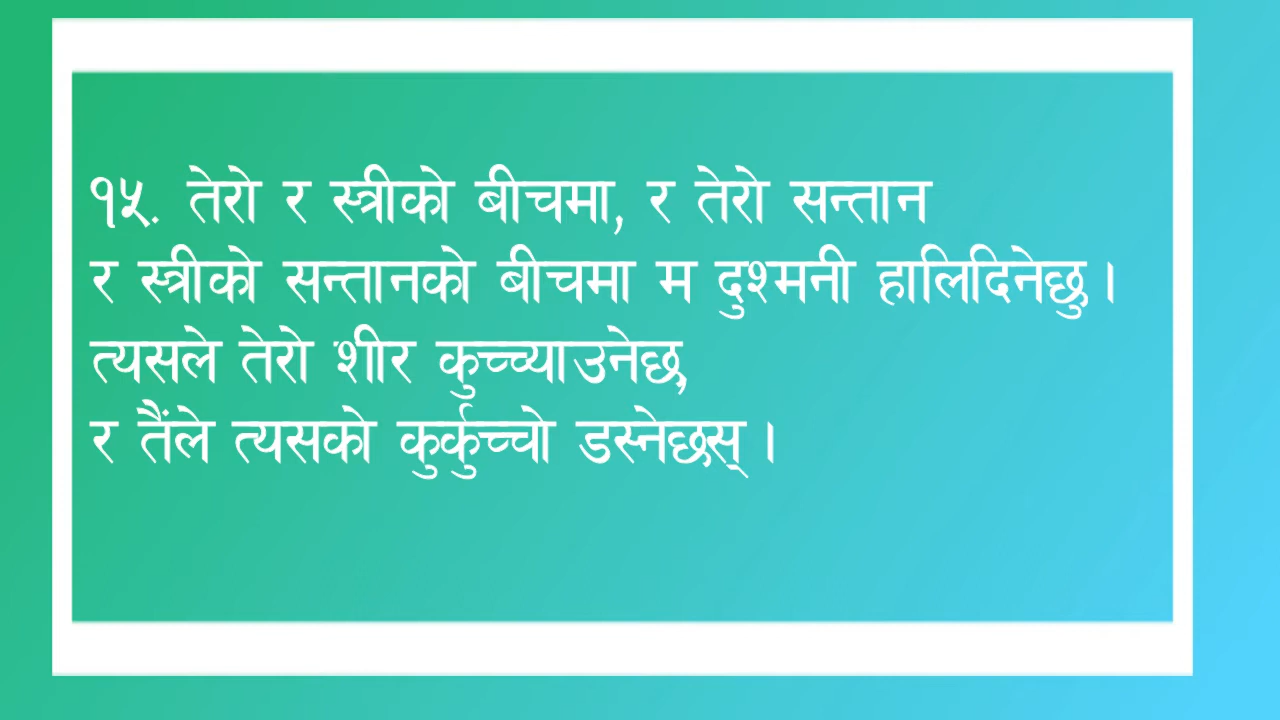 १५. तेरो र स्त्रीको बीचमा, र तेरो सन्तान
र स्त्रीको सन्तानको बीचमा म दुश्मनी हालिदिनेछु।
त्यसले तेरो शीर कुच्च्याउनेछ,
र तैंले त्यसको कुर्कुच्चो डस्नेछस्।